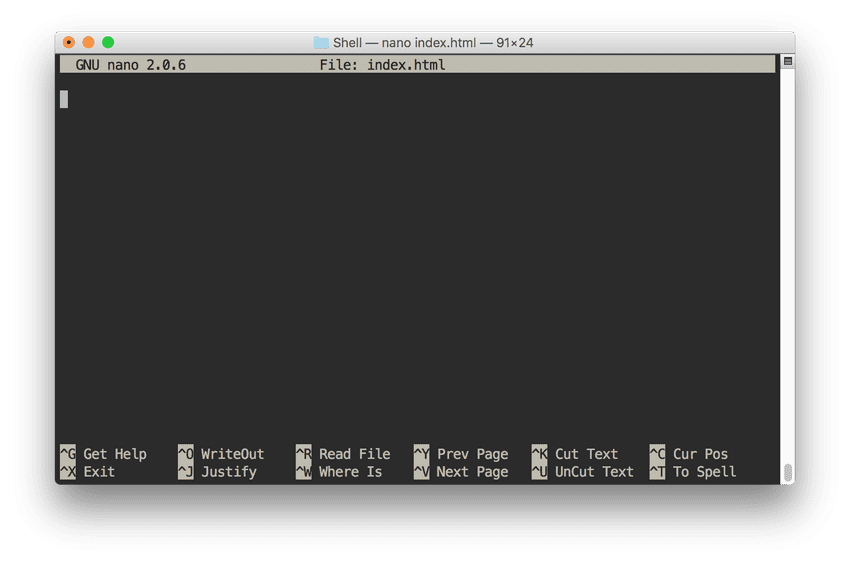 Shell — nano index.html — 91×24
GNU nano 2.0.6 File: index.html
^G Get Help ^O WriteOut ^R Read File ^Y Prev Page ^K Cut Text ^C Cur Pos
^X Exit ^J Justify ^W Where Is ^V Next Page ^U UnCut Text ^T To Spell